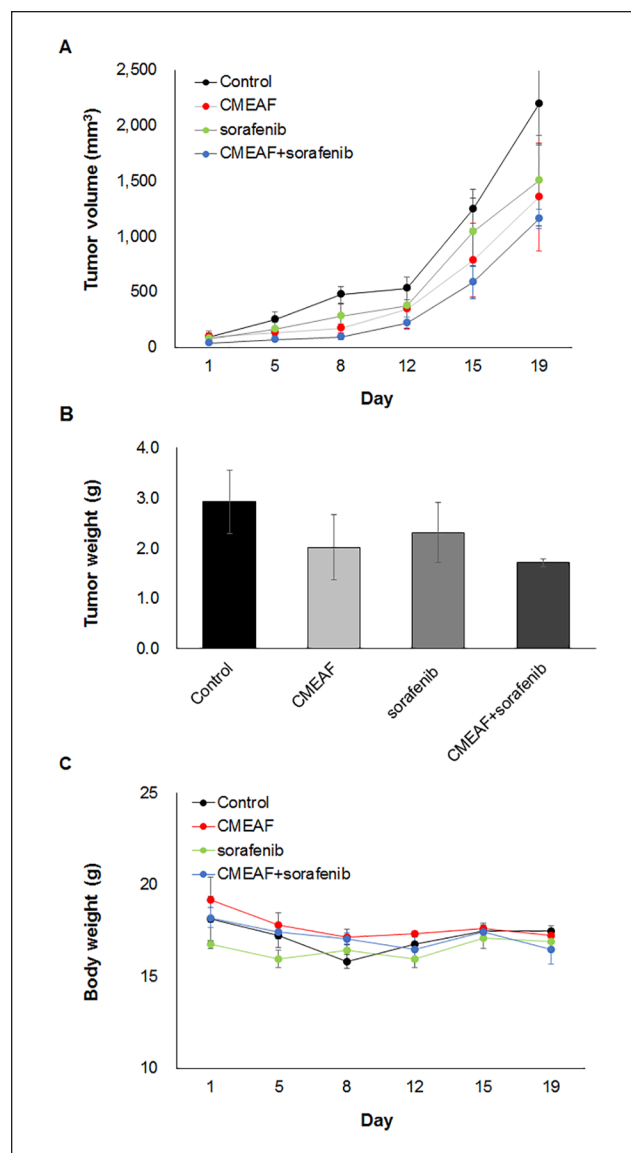 A
Tumor volume (mm³)
2,500
2,000
1,500
1,000
500
0
Control
CMEAF
sorafenib
CMEAF+sorafenib
1 5 8 12 15 19
Day
B
Tumor weight (g)
4.0
3.0
2.0
1.0
0.0
Control
CMEAF
sorafenib
CMEAF+sorafenib
C
Body weight (g)
25
20
15
10
Control
CMEAF
sorafenib
CMEAF+sorafenib
1 5 8 12 15 19
Day